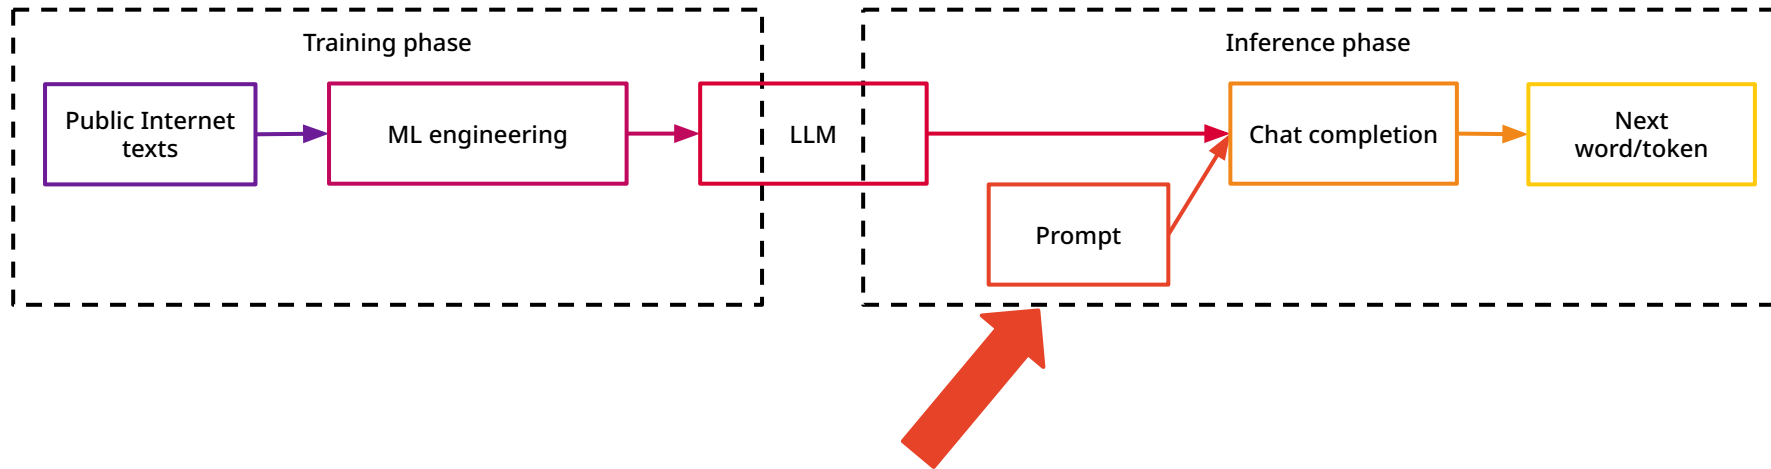 Training phase
Inference phase
Public Internet
texts
ML engineering
LLM
Chat completion
Next
word/token
Prompt